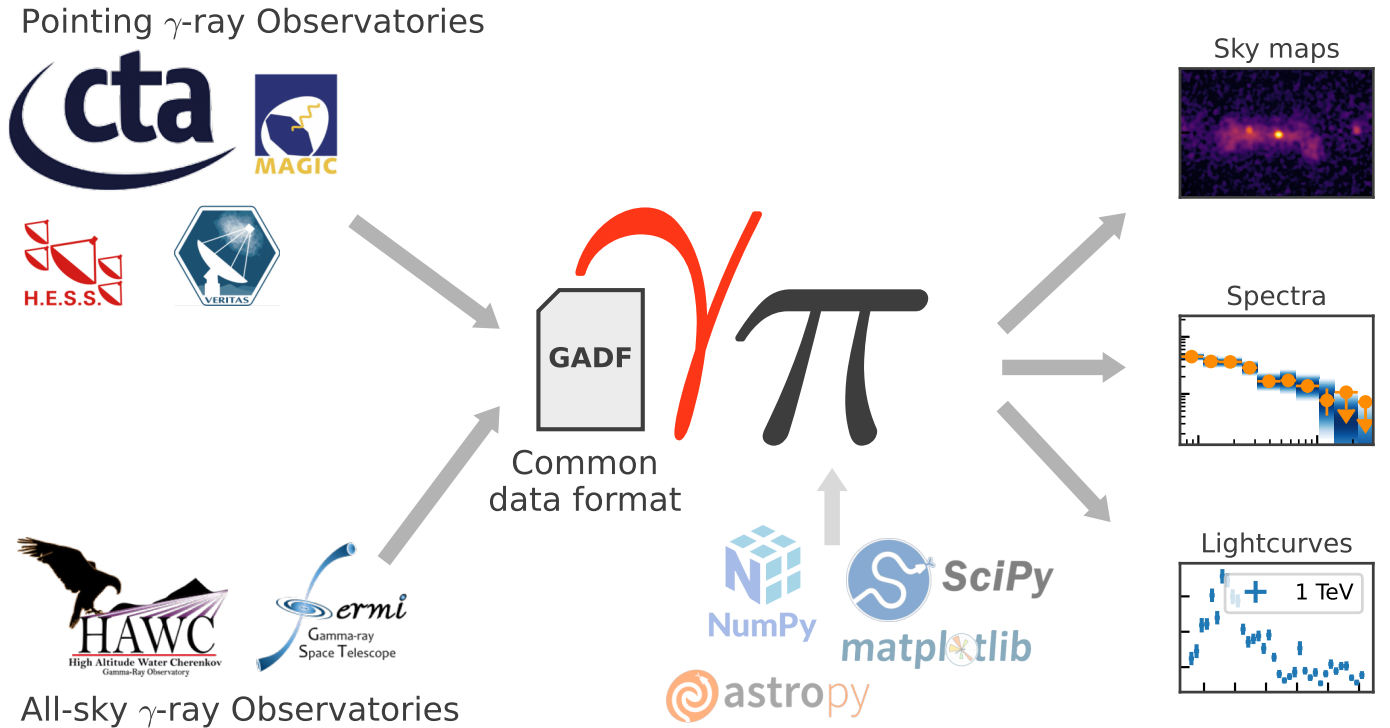 Pointing γ-ray Observatories
cta
MAGIC
H.E.S.S.
VERITAS
GADF
γπ
Common
data format
HAWC
High Altitude Water Cherenkov
Gamma-Ray Observatory
Fermi
Gamma-ray
Space Telescope
All-sky γ-ray Observatories
NumPy
SciPy
matplotlib
astropy
Sky maps
Spectra
Lightcurves
1 TeV